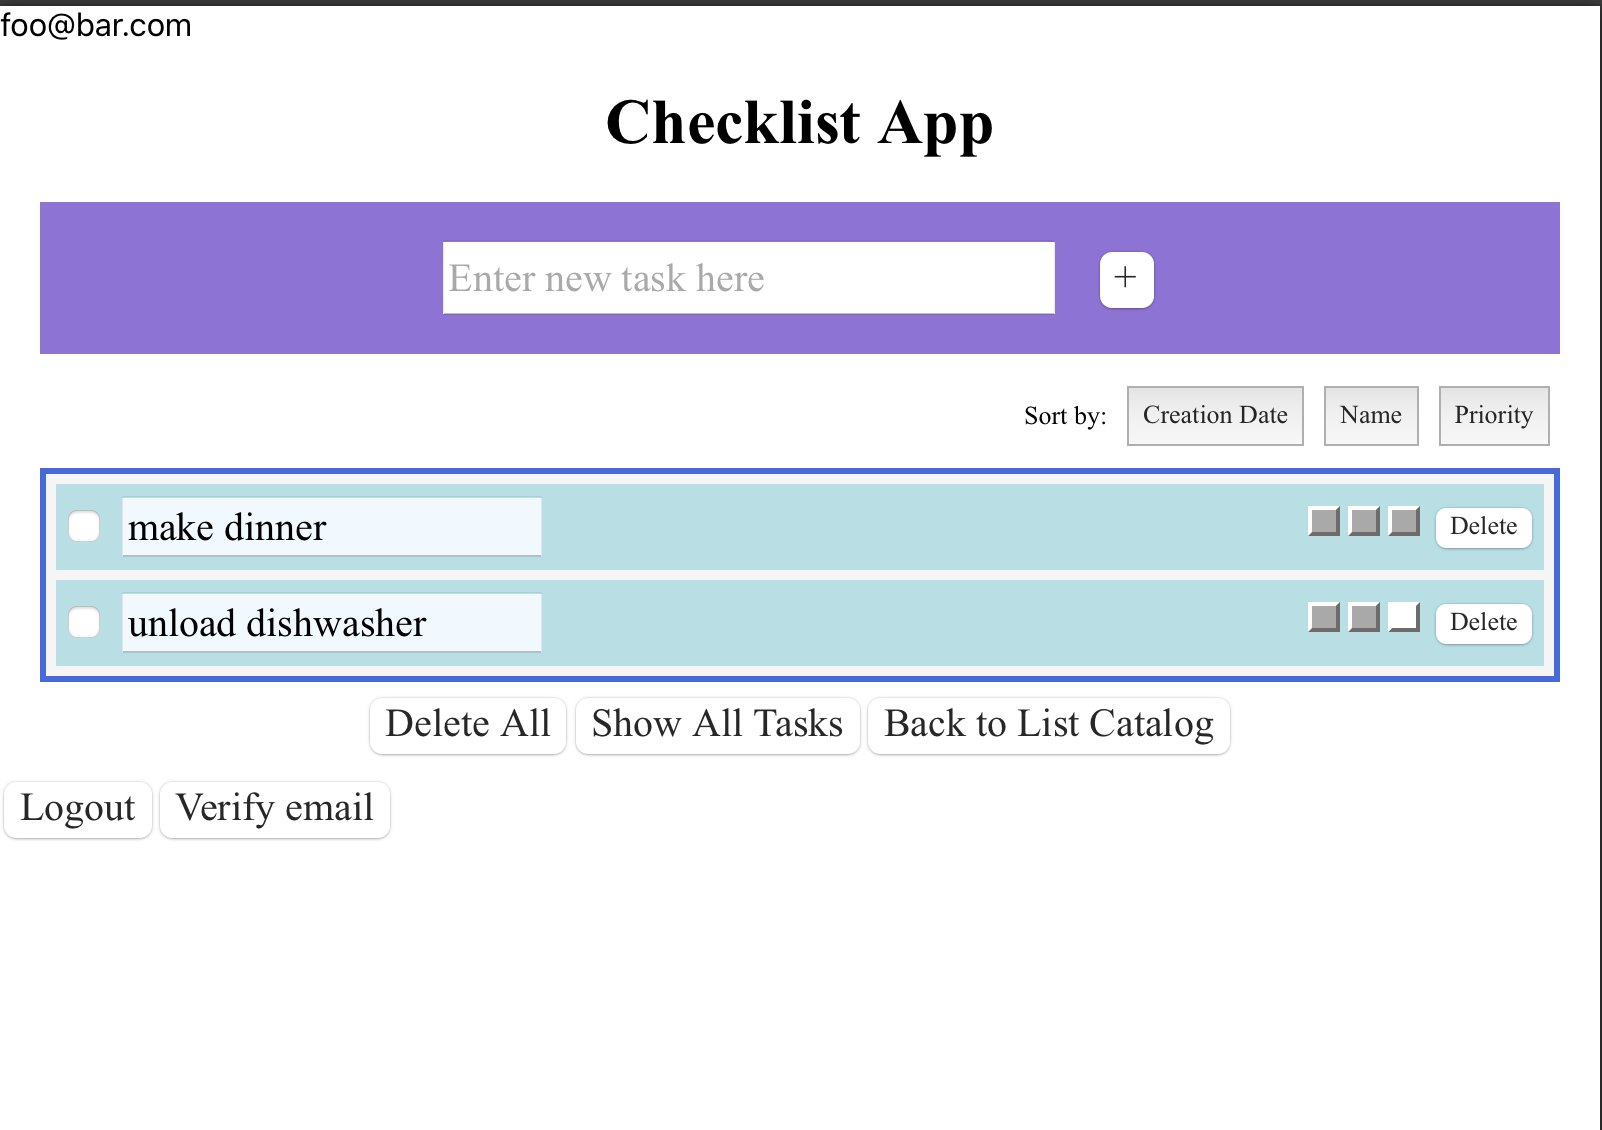 foo@bar.com
Checklist App
Enter new task here +
Sort by: Creation Date Name Priority
make dinner Delete
unload dishwasher Delete
Delete All Show All Tasks Back to List Catalog
Logout Verify email